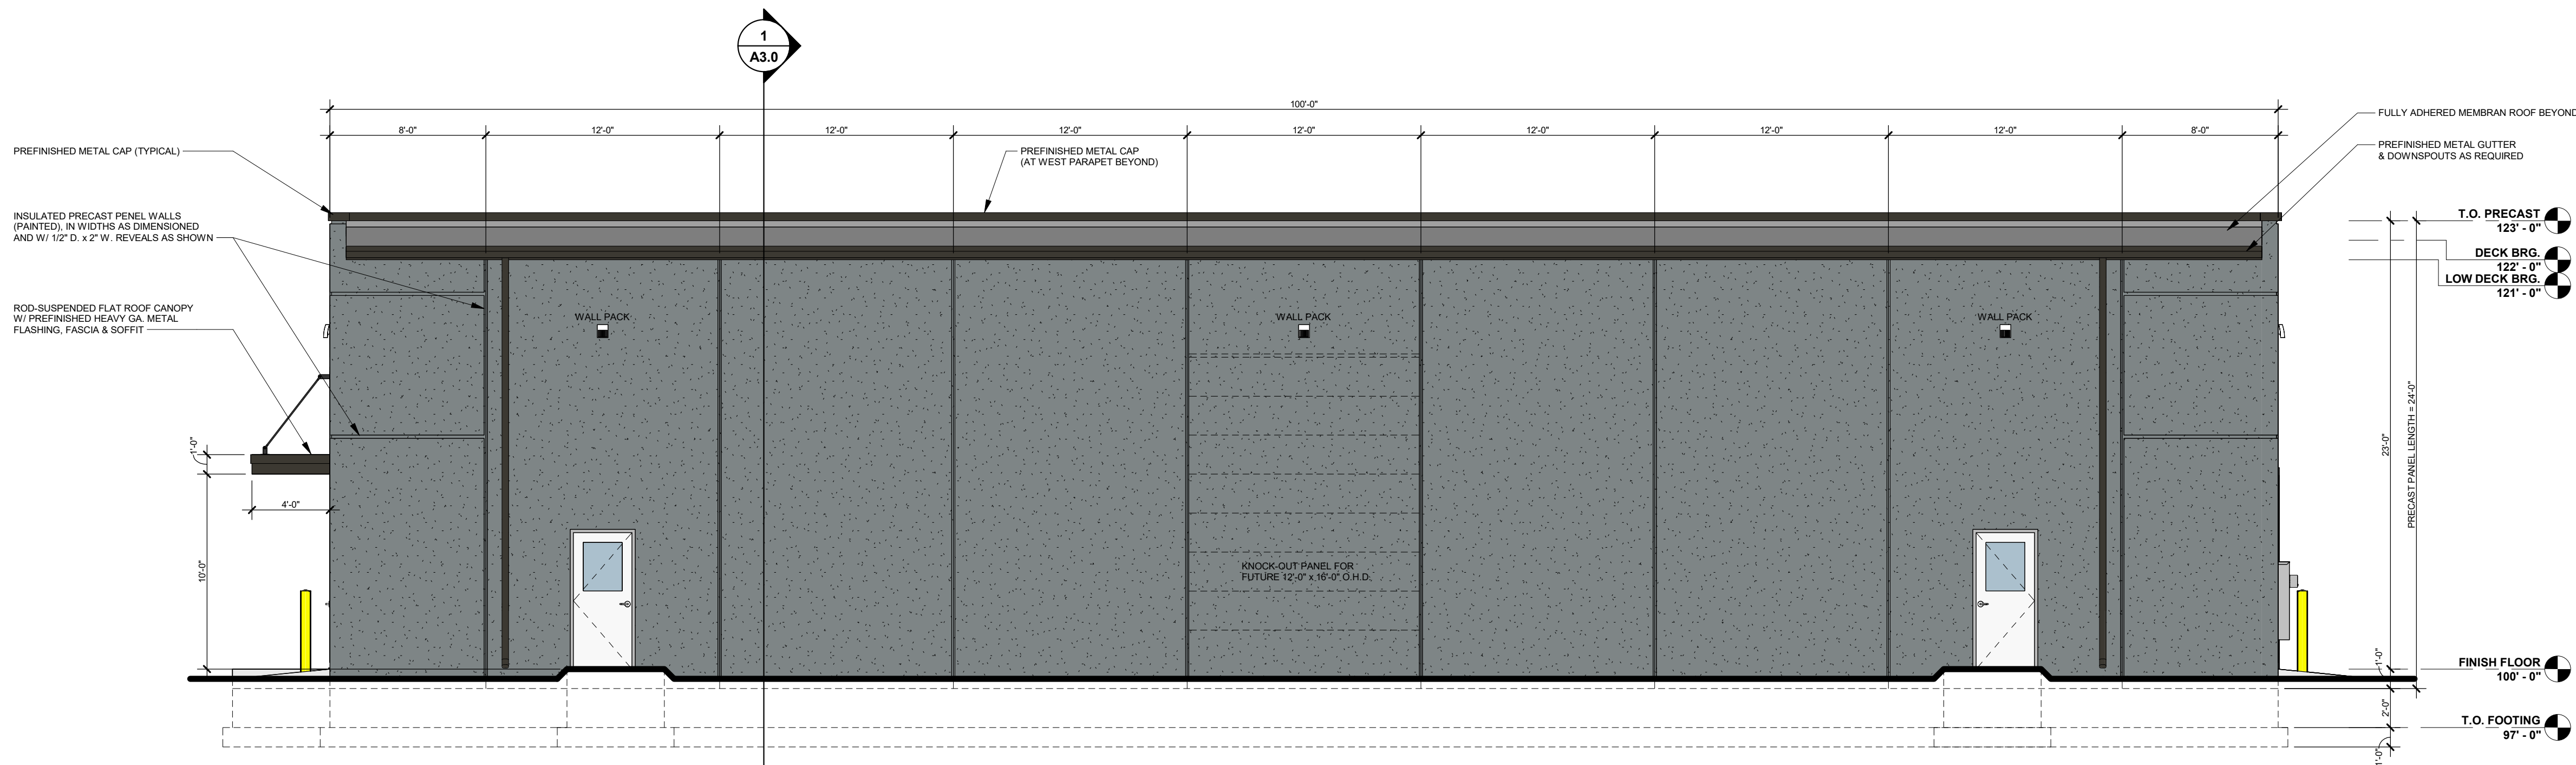 1
A3.0
100'-0"
8'-0"
12'-0"
12'-0"
12'-0"
12'-0"
12'-0"
12'-0"
12'-0"
8'-0"
FULLY ADHERED MEMBRAN ROOF BEYOND
PREFINISHED METAL CAP (TYPICAL)
PREFINISHED METAL CAP
(AT WEST PARAPET BEYOND)
PREFINISHED METAL GUTTER
& DOWNSPOUTS AS REQUIRED
INSULATED PRECAST PENEL WALLS
(PAINTED), IN WIDTHS AS DIMENSIONED
AND W/ 1/2" D. x 2" W. REVEALS AS SHOWN
T.O. PRECAST
123' - 0"
DECK BRG.
122' - 0"
LOW DECK BRG.
121' - 0"
ROD-SUSPENDED FLAT ROOF CANOPY
W/ PREFINISHED HEAVY GA. METAL
FLASHING, FASCIA & SOFFIT
WALL PACK
WALL PACK
WALL PACK
1'-0"
4'-0"
10'-0"
23'-0"
PRECAST PANEL LENGTH = 24'-0"
KNOCK-OUT PANEL FOR
FUTURE 12'-0" x 16'-0" O.H.D.
1'-0"
FINISH FLOOR
100' - 0"
2'-0"
T.O. FOOTING
97' - 0"
1'-0"